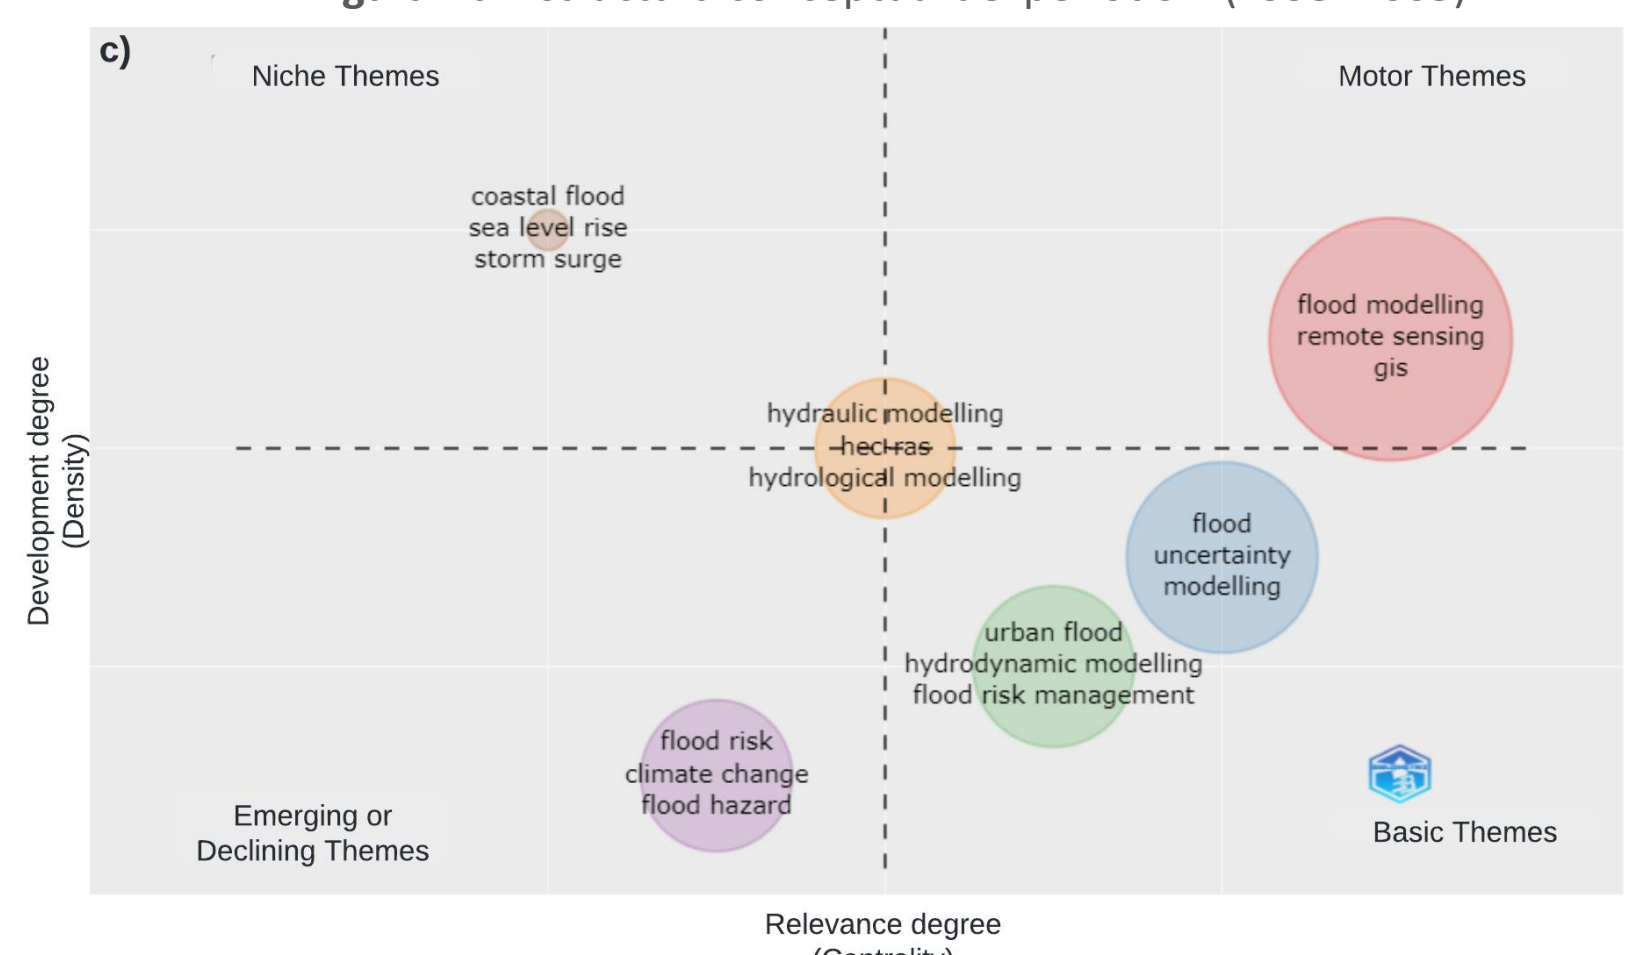 c)
Niche Themes
Motor Themes
coastal flood
sea level rise
storm surge
flood modelling
remote sensing
gis
hydraulic modelling
hec-ras
hydrological modelling
flood
uncertainty
modelling
urban flood
hydrodynamic modelling
flood risk management
flood risk
climate change
flood hazard
Emerging or
Declining Themes
Basic Themes
Development degree
(Density)
Relevance degree
(Centrality)